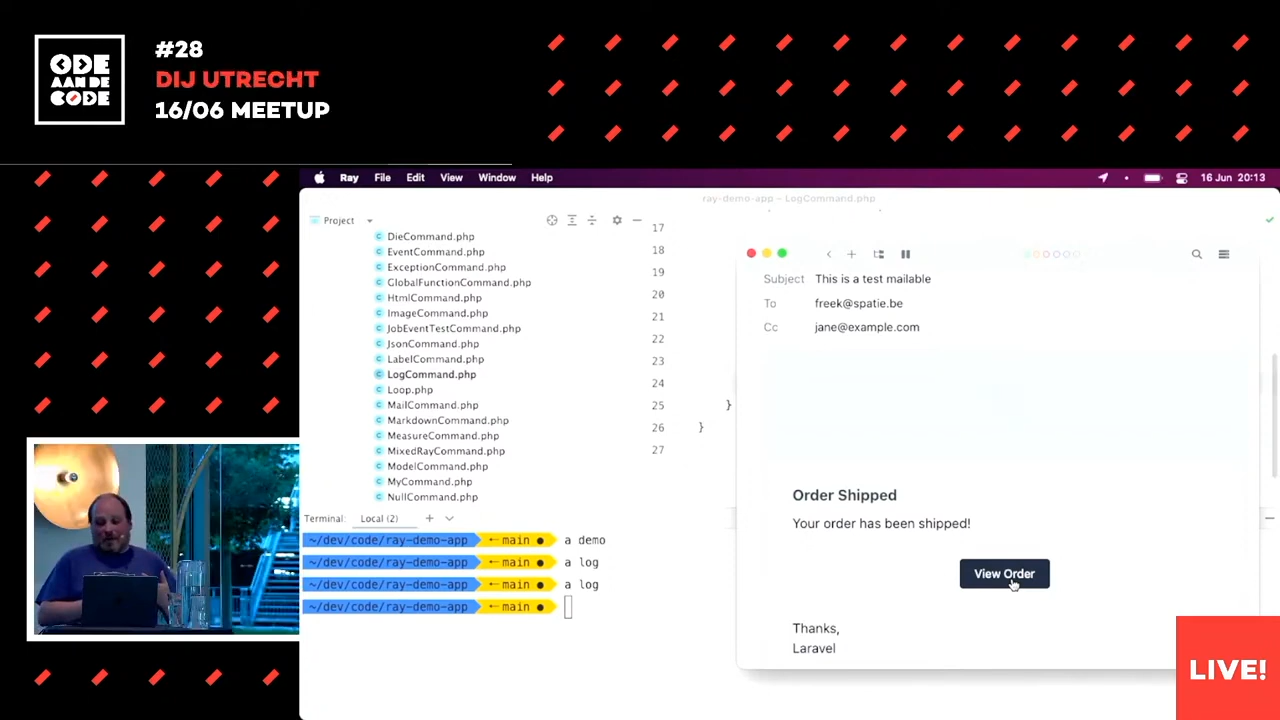 ODE
AAN DE
CODE
#28
DIJ UTRECHT
16/06 MEETUP
Ray File Edit View Window Help
16 Jun 20:13
ray-demo-app – LogCommand.php
Project
DieCommand.php
EventCommand.php
ExceptionCommand.php
GlobalFunctionCommand.php
HtmlCommand.php
ImageCommand.php
JobEventTestCommand.php
JsonCommand.php
LabelCommand.php
LogCommand.php
Loop.php
MailCommand.php
MarkdownCommand.php
MeasureCommand.php
MixedRayCommand.php
ModelCommand.php
MyCommand.php
NullCommand.php
17
18
19
20
21
22
23
24
25 }
26 }
27
Subject This is a test mailable
To freek@spatie.be
Cc jane@example.com
Order Shipped
Your order has been shipped!
View Order
Thanks,
Laravel
Terminal: Local (2) +
~/dev/code/ray-demo-app main ● a demo
~/dev/code/ray-demo-app main ● a log
~/dev/code/ray-demo-app main ● a log
~/dev/code/ray-demo-app main ●
LIVE!